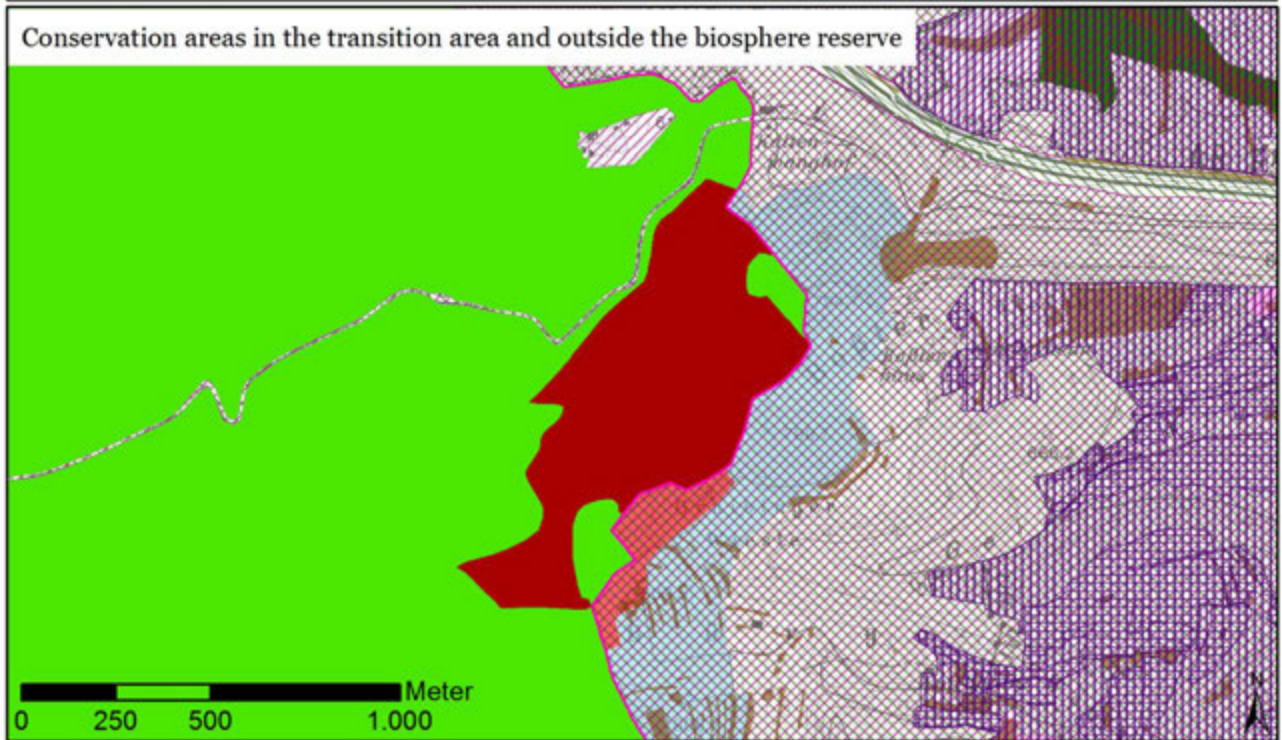 Conservation areas in the transition area and outside the biosphere reserve
N
Meter
0 250 500 1.000